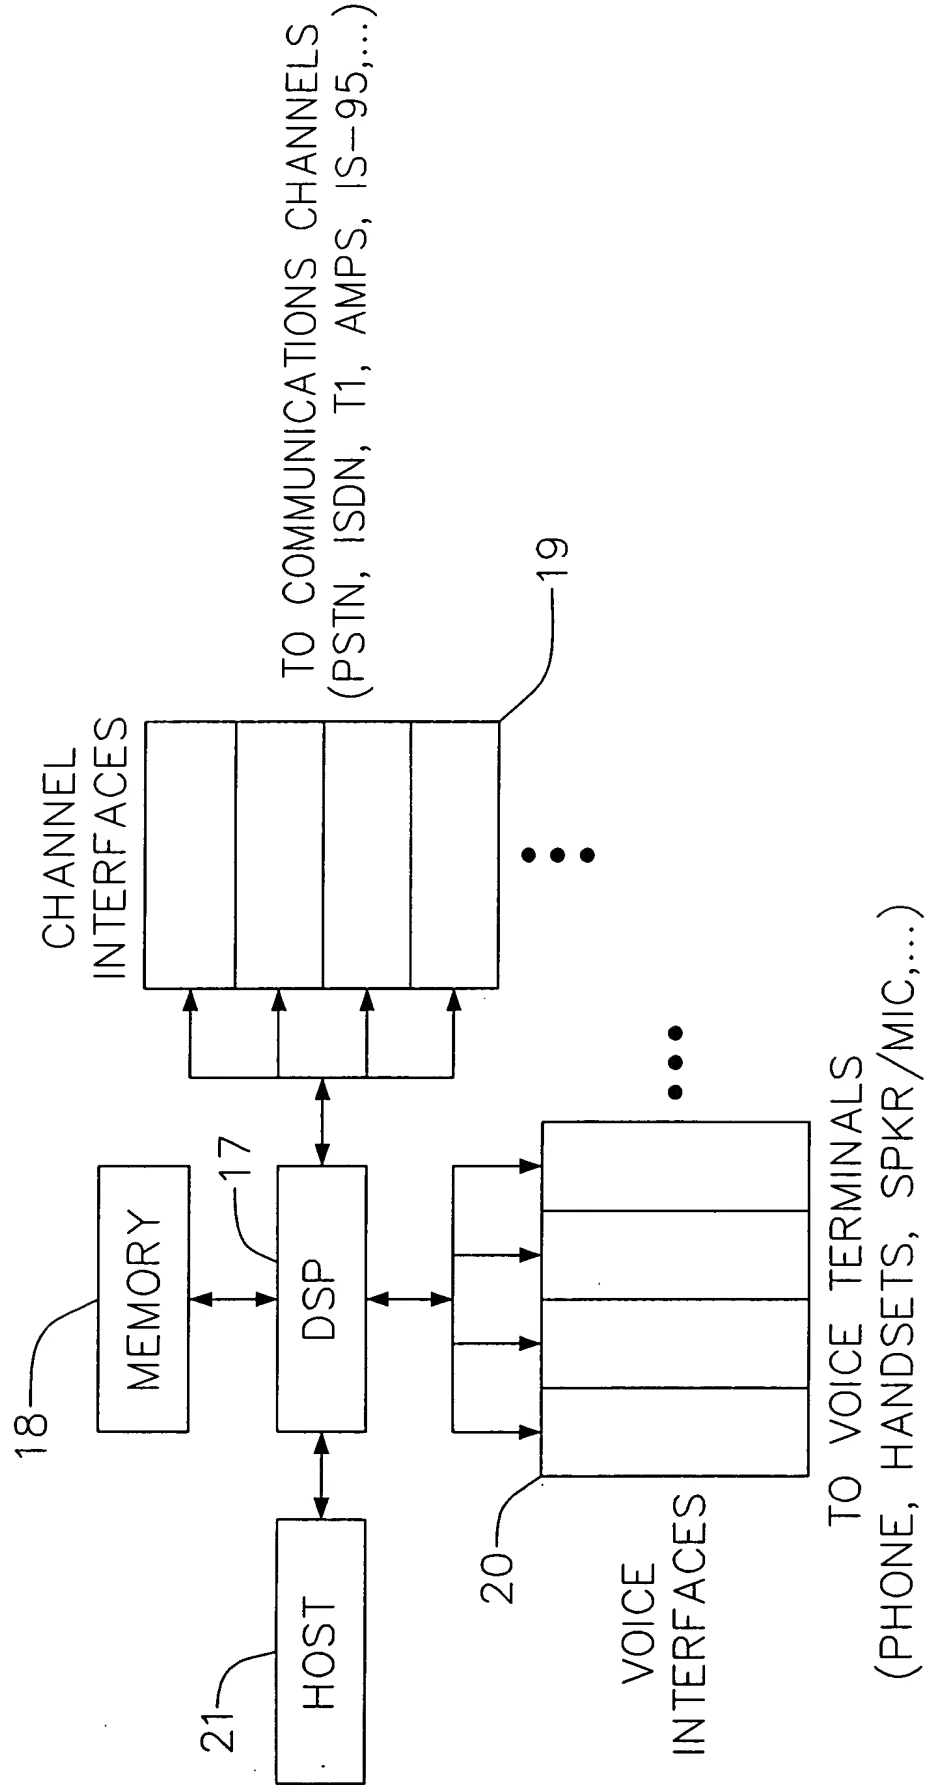 18
MEMORY
CHANNEL
INTERFACES
17
21
HOST
DSP
TO COMMUNICATIONS CHANNELS
(PSTN, ISDN, T1, AMPS, IS-95,...)
19
20
VOICE
INTERFACES
TO VOICE TERMINALS
(PHONE, HANDSETS, SPKR/MIC,...)